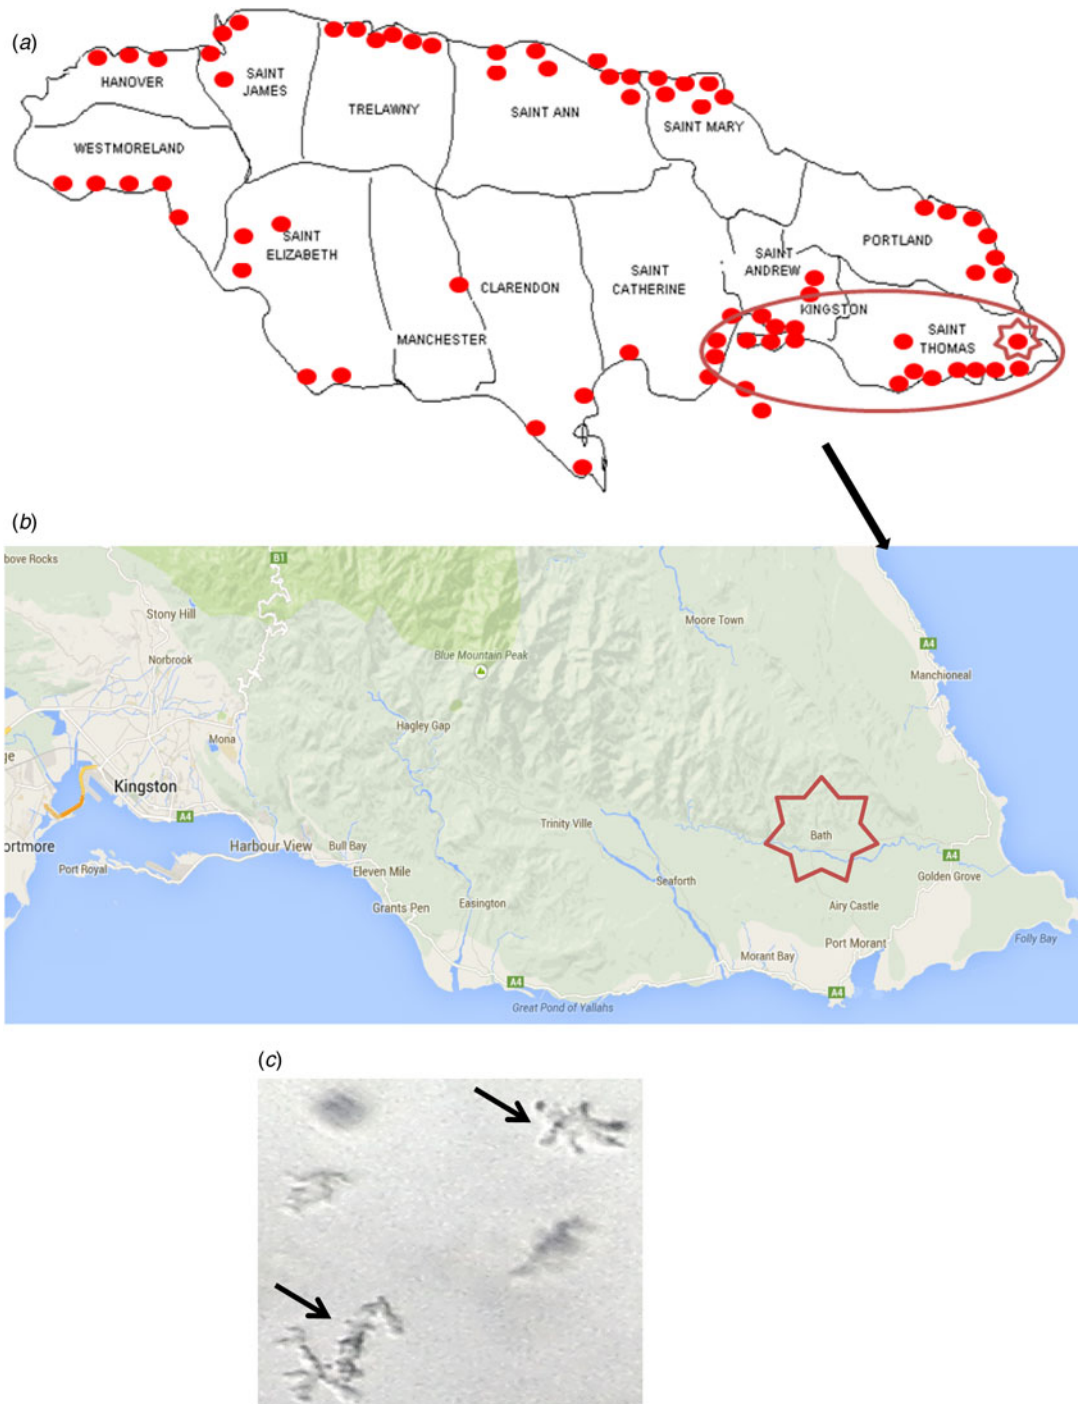 (a)
HANOVER
SAINT
JAMES
TRELAWNY
SAINT ANN
SAINT MARY
WESTMORELAND
SAINT
ELIZABETH
MANCHESTER
CLARENDON
SAINT
CATHERINE
SAINT
ANDREW
KINGSTON
PORTLAND
SAINT
THOMAS
(b)
bove Rocks
B1
Stony Hill
Moore Town
Norbrook
Blue Mountain Peak
A4
Manchioneal
Hagley Gap
Mona
ge
Kingston
A4
Trinity Ville
Bath
ortmore
Harbour View
Bull Bay
A4
Port Royal
Eleven Mile
Seaforth
Golden Grove
Grants Pen
Easington
Airy Castle
Port Morant
Folly Bay
Morant Bay
A4
A4
Great Pond of Yallahs
(c)